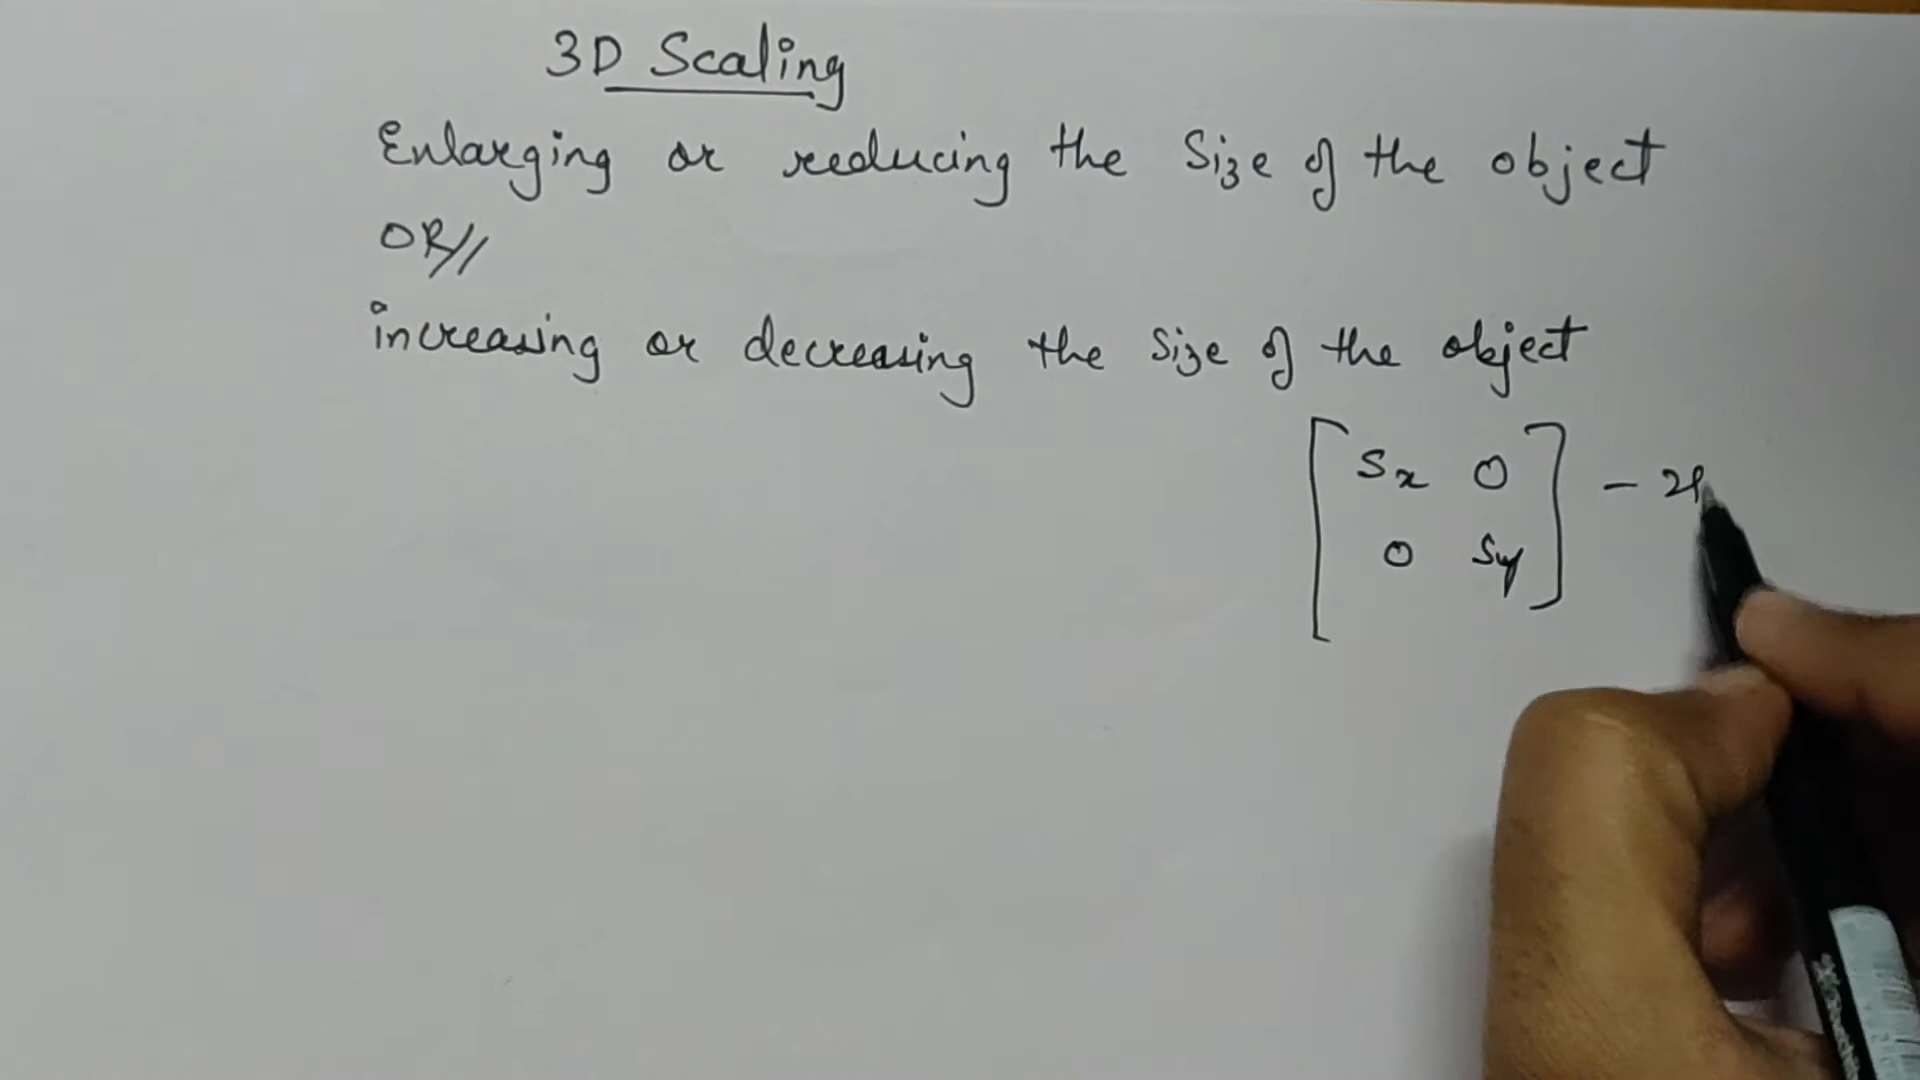 3D Scaling
Enlarging or reducing the Size of the object
OR//
increasing or decreasing the size of the object
Sx 0 - 2
0 Sy